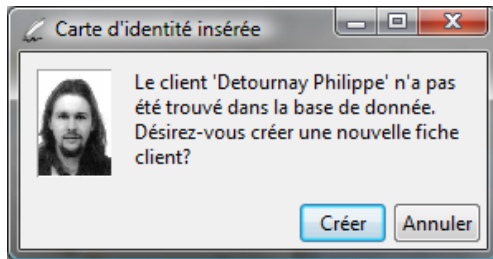 Carte d'identité insérée
Le client 'Detournay Philippe' n'a pas
été trouvé dans la base de donnée.
Désirez-vous créer une nouvelle fiche
client?
Créer
Annuler